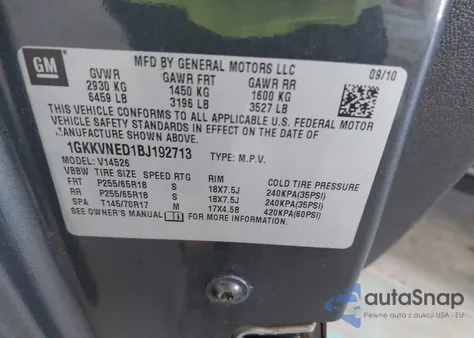 GM
MFD BY GENERAL MOTORS LLC
09/10
GVWR GAWR FRT GAWR RR
2930 KG 1450 KG 1600 KG
6459 LB 3196 LB 3527 LB
THIS VEHICLE CONFORMS TO ALL APPLICABLE U.S. FEDERAL MOTOR
VEHICLE SAFETY STANDARDS IN EFFECT ON THE DATE OF
MANUFACTURE SHOWN ABOVE.
1GKKVNED1BJ192713 TYPE: M.P.V.
MODEL: V14526
VBBW TIRE SIZE SPEED RTG RIM COLD TIRE PRESSURE
FRT P255/65R18 S 18X7.5J 240KPA(35PSI)
RR P255/65R18 S 18X7.5J 240KPA(35PSI)
SPA T145/70R17 M 17X4.5B 420KPA(60PSI)
SEE OWNER'S MANUAL FOR MORE INFORMATION.
autoSnap
Pewne auta z aukcji USA i EU